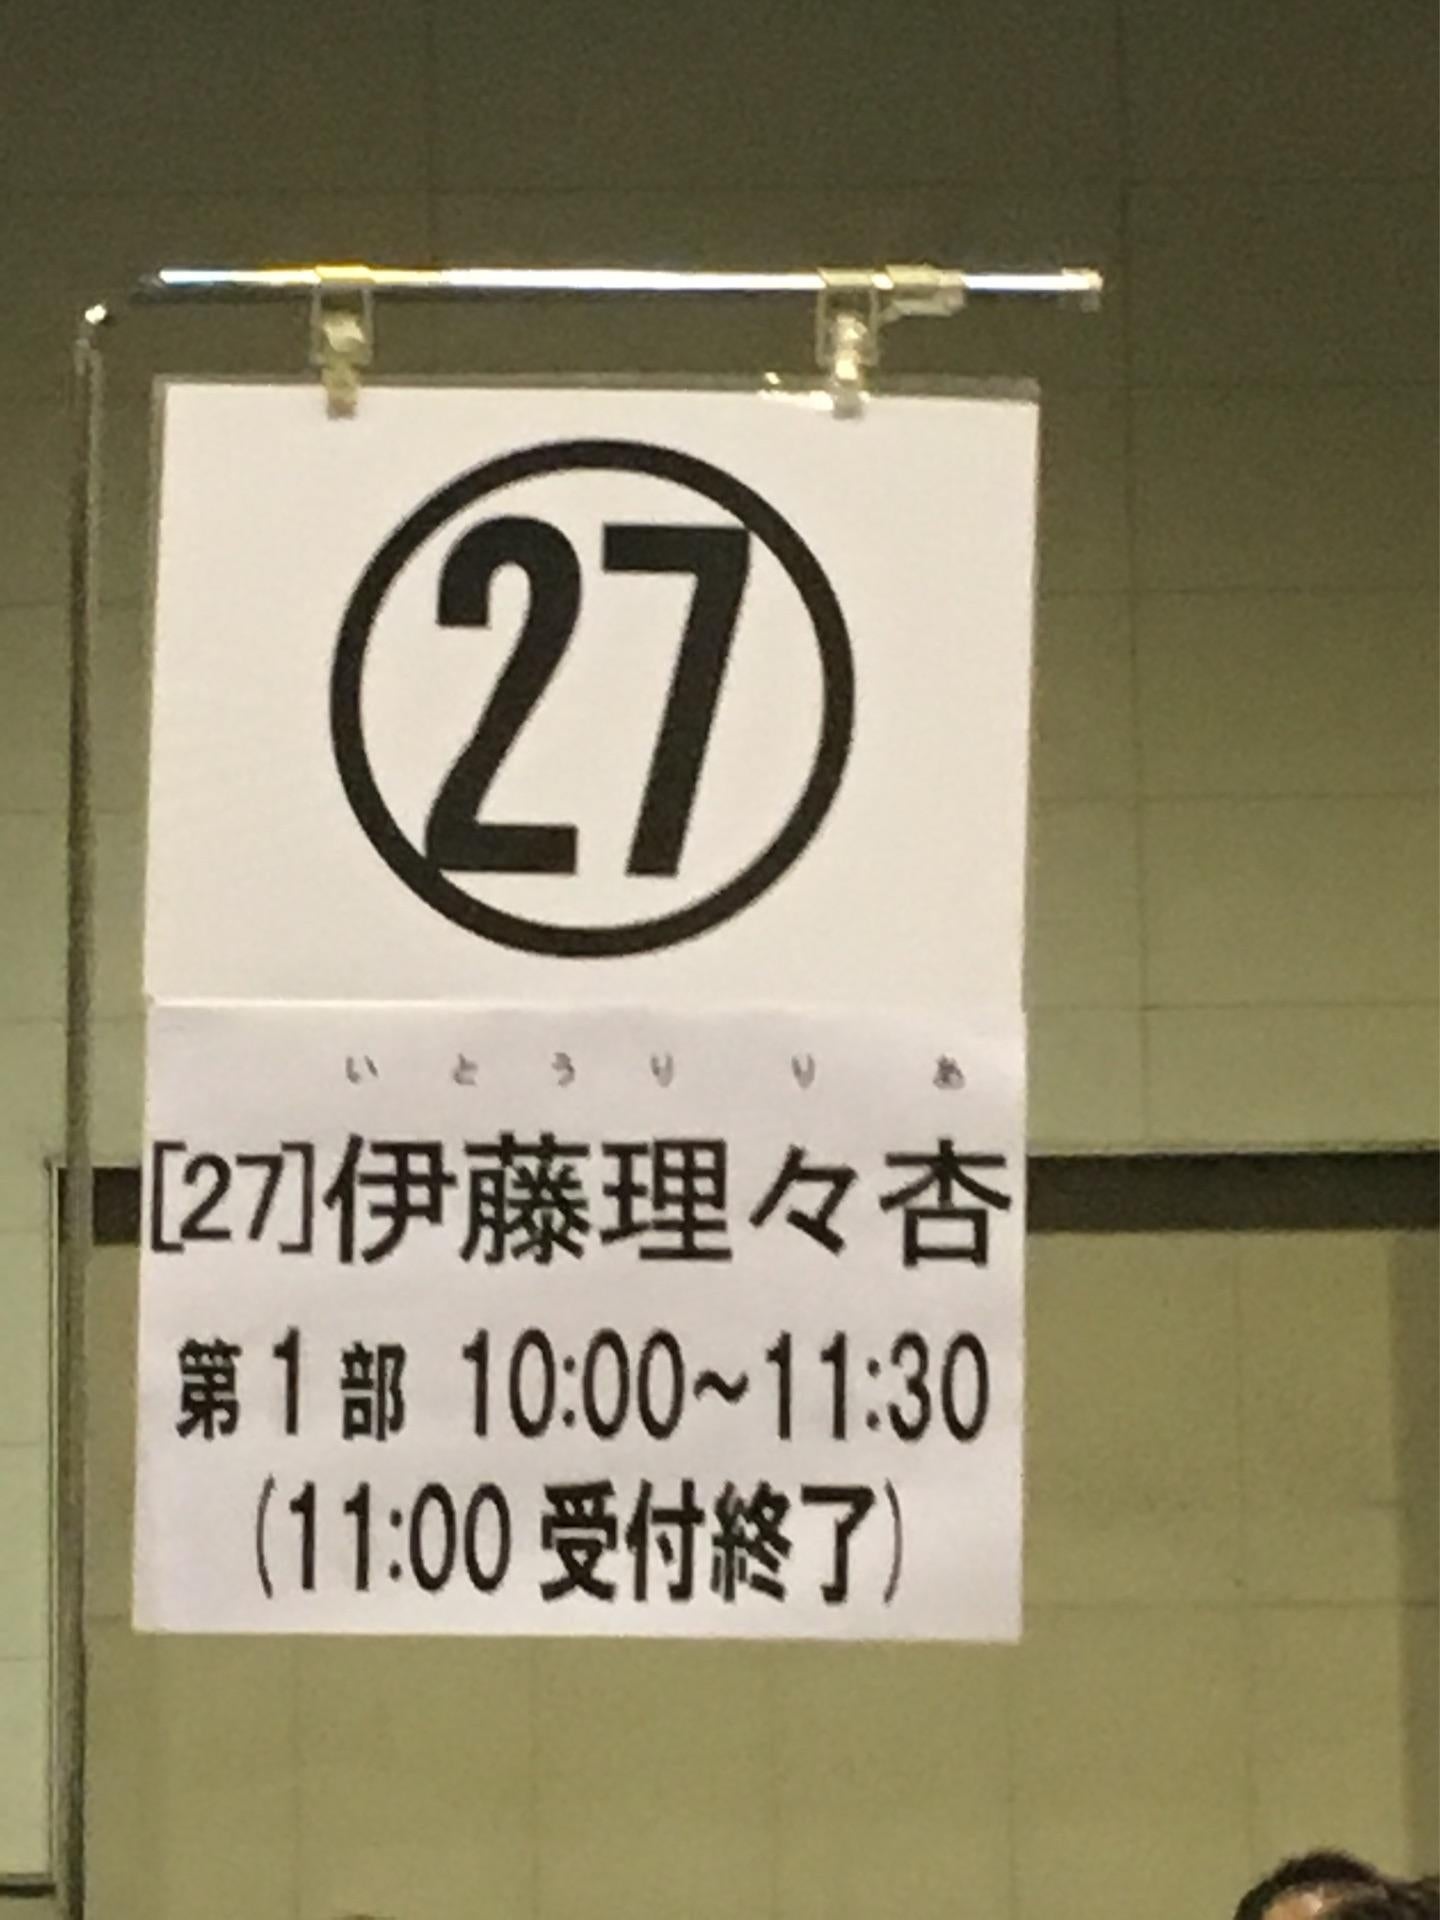 27
いとうりりあ
[27]伊藤理々杏
第1部 10:00~11:30
(11:00 受付終了)